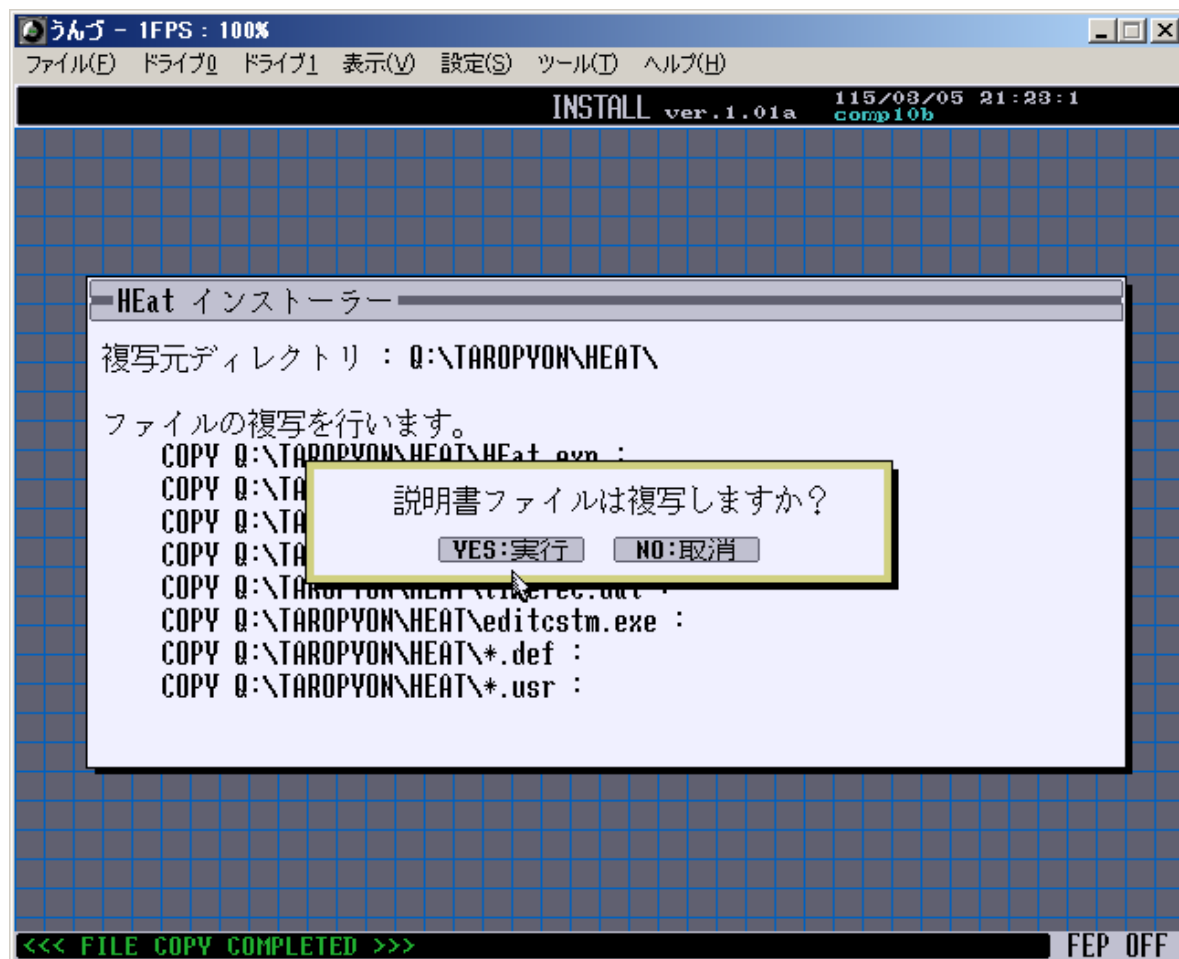 うんづ - 1FPS : 100%
ファイル(F) ドライブ0 ドライブ1 表示(V) 設定(S) ツール(T) ヘルプ(H)
INSTALL ver.1.01a 115/03/05 21:23:1
comp10b
HEat インストーラー
複写元ディレクトリ : Q:\TAROPYON\HEAT\
ファイルの複写を行います。
COPY Q:\TAROPYON\HEAT\HEat.exp :
COPY Q:\TA
説明書ファイルは複写しますか?
COPY Q:\TA
COPY Q:\TA
YES:実行 NO:取消
COPY Q:\TAROPYON\HEAT\
COPY Q:\TAROPYON\HEAT\editcstm.exe :
COPY Q:\TAROPYON\HEAT\*.def :
COPY Q:\TAROPYON\HEAT\*.usr :
<<< FILE COPY COMPLETED >>>
FEP OFF